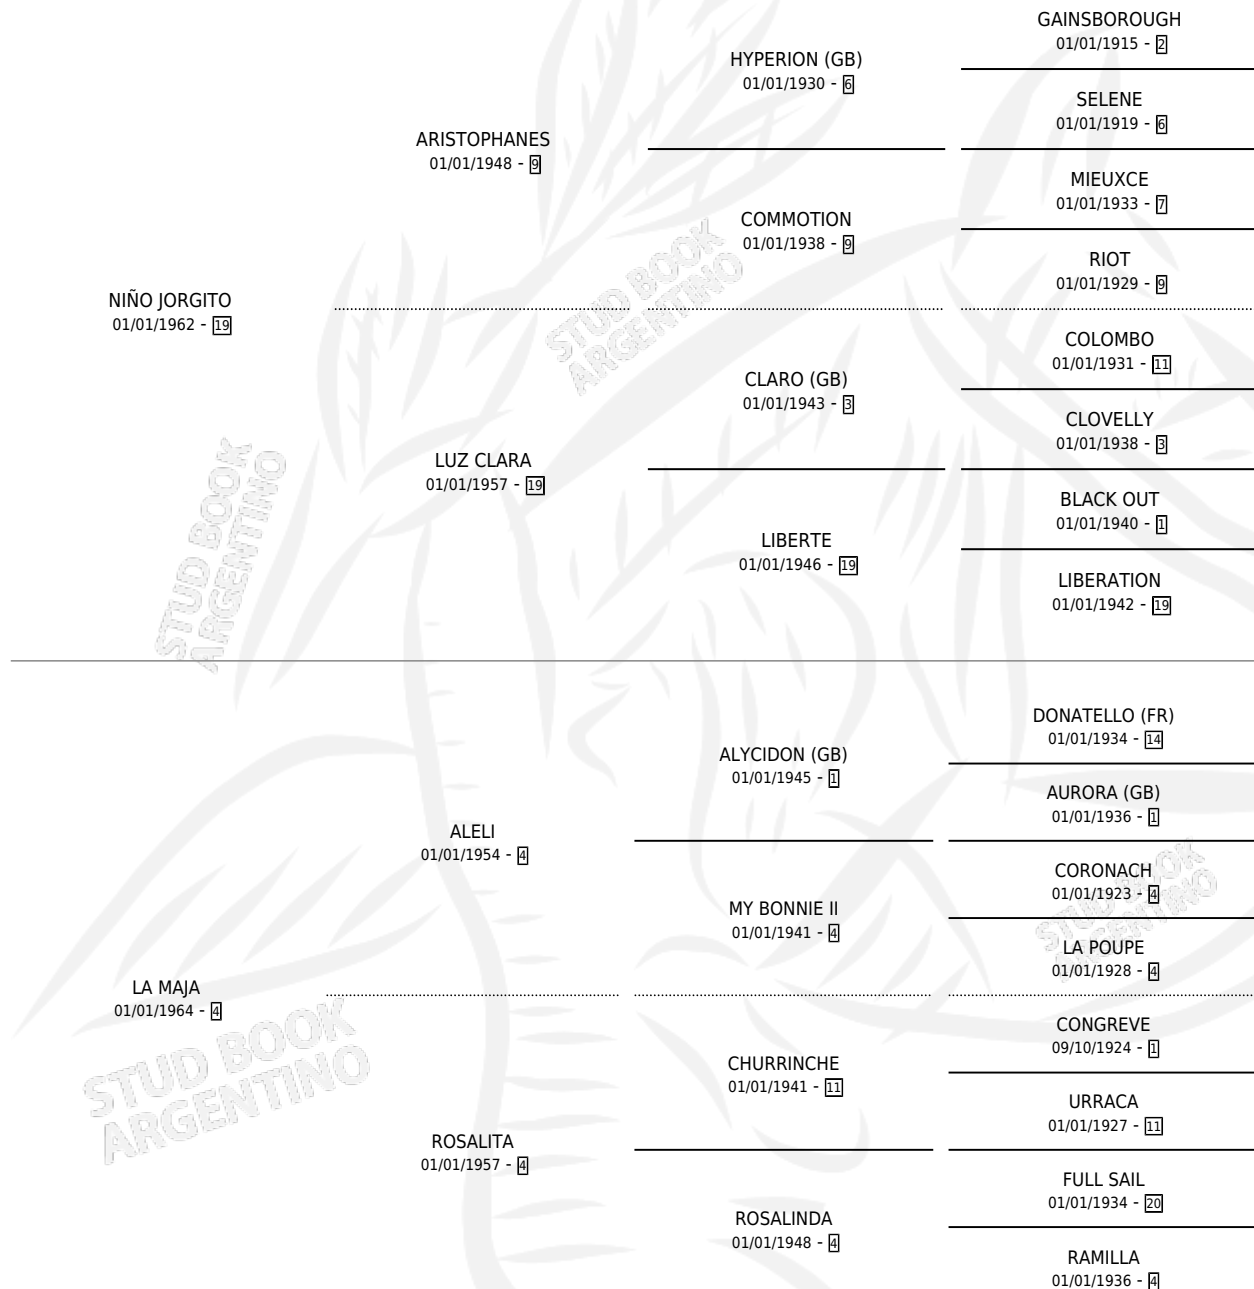 GAINSBOROUGH
01/01/1915 - 2
HYPERION (GB)
01/01/1930 - 6
SELENE
01/01/1919 - 6
ARISTOPHANES
01/01/1948 - 9
MIEUXCE
01/01/1933 - 7
COMMOTION
01/01/1938 - 9
RIOT
01/01/1929 - 9
NIÑO JORGITO
01/01/1962 - 19
COLOMBO
01/01/1931 - 11
CLARO (GB)
01/01/1943 - 3
CLOVELLY
01/01/1938 - 3
LUZ CLARA
01/01/1957 - 19
BLACK OUT
01/01/1940 - 1
LIBERTE
01/01/1946 - 19
LIBERATION
01/01/1942 - 19
DONATELLO (FR)
01/01/1934 - 14
ALYCIDON (GB)
01/01/1945 - 1
AURORA (GB)
01/01/1936 - 1
ALELI
01/01/1954 - 4
CORONACH
01/01/1923 - 4
MY BONNIE II
01/01/1941 - 4
LA POUPE
01/01/1928 - 4
LA MAJA
01/01/1964 - 4
CONGREVE
09/10/1924 - 1
CHURRINCHE
01/01/1941 - 11
URRACA
01/01/1927 - 11
ROSALITA
01/01/1957 - 4
FULL SAIL
01/01/1934 - 20
ROSALINDA
01/01/1948 - 4
RAMILLA
01/01/1936 - 4
STUD BOOK
ARGENTINO
STUD BOOK
ARGENTINO
STUD BOOK
ARGENTINO
STUD BOOK
ARGENTINO